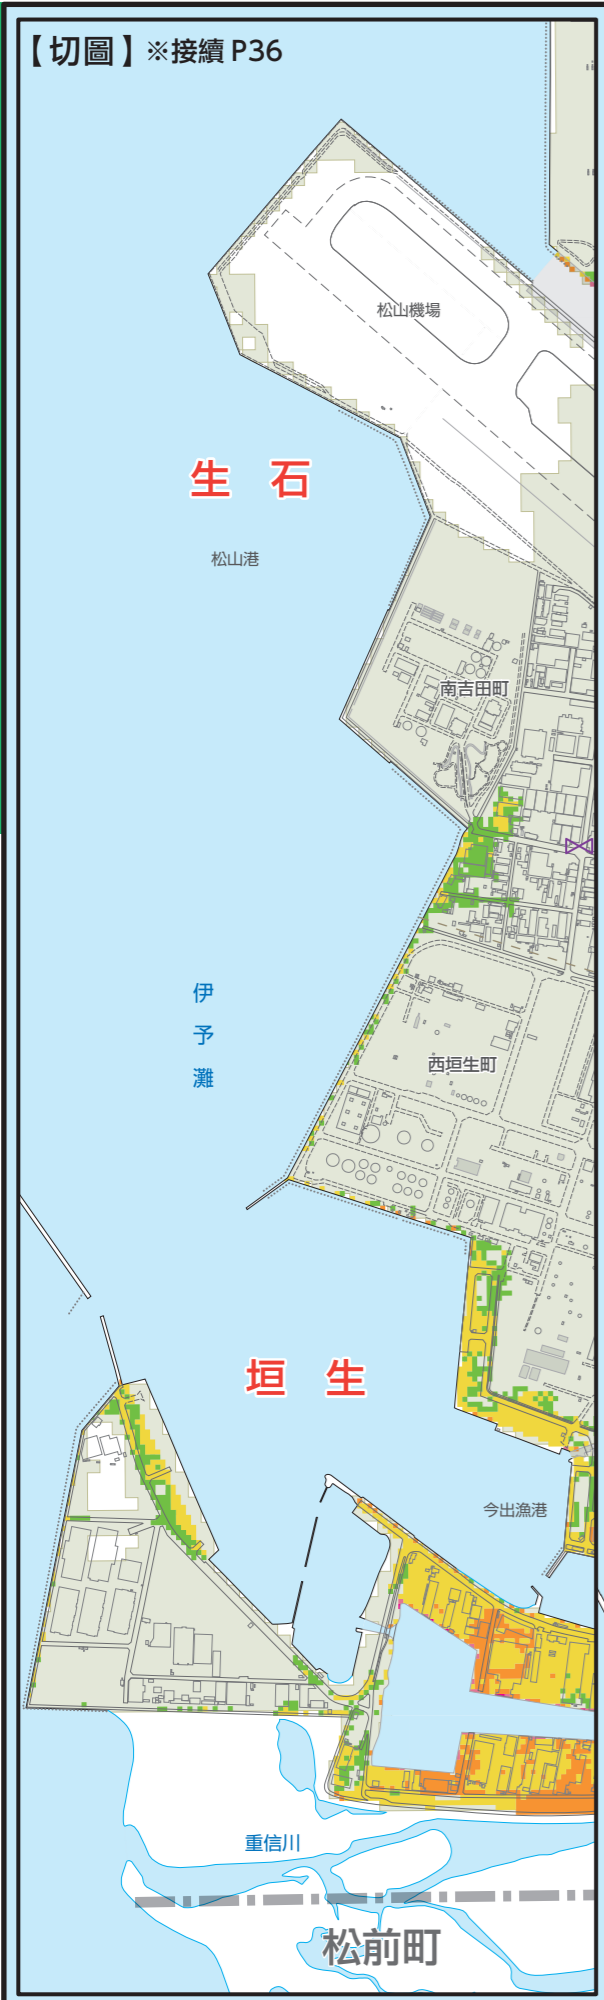 【切圖】※接續 P36
松山機場
生 石
松山港
南吉田町
伊
予
灘
西垣生町
垣 生
今出漁港
重信川
松前町